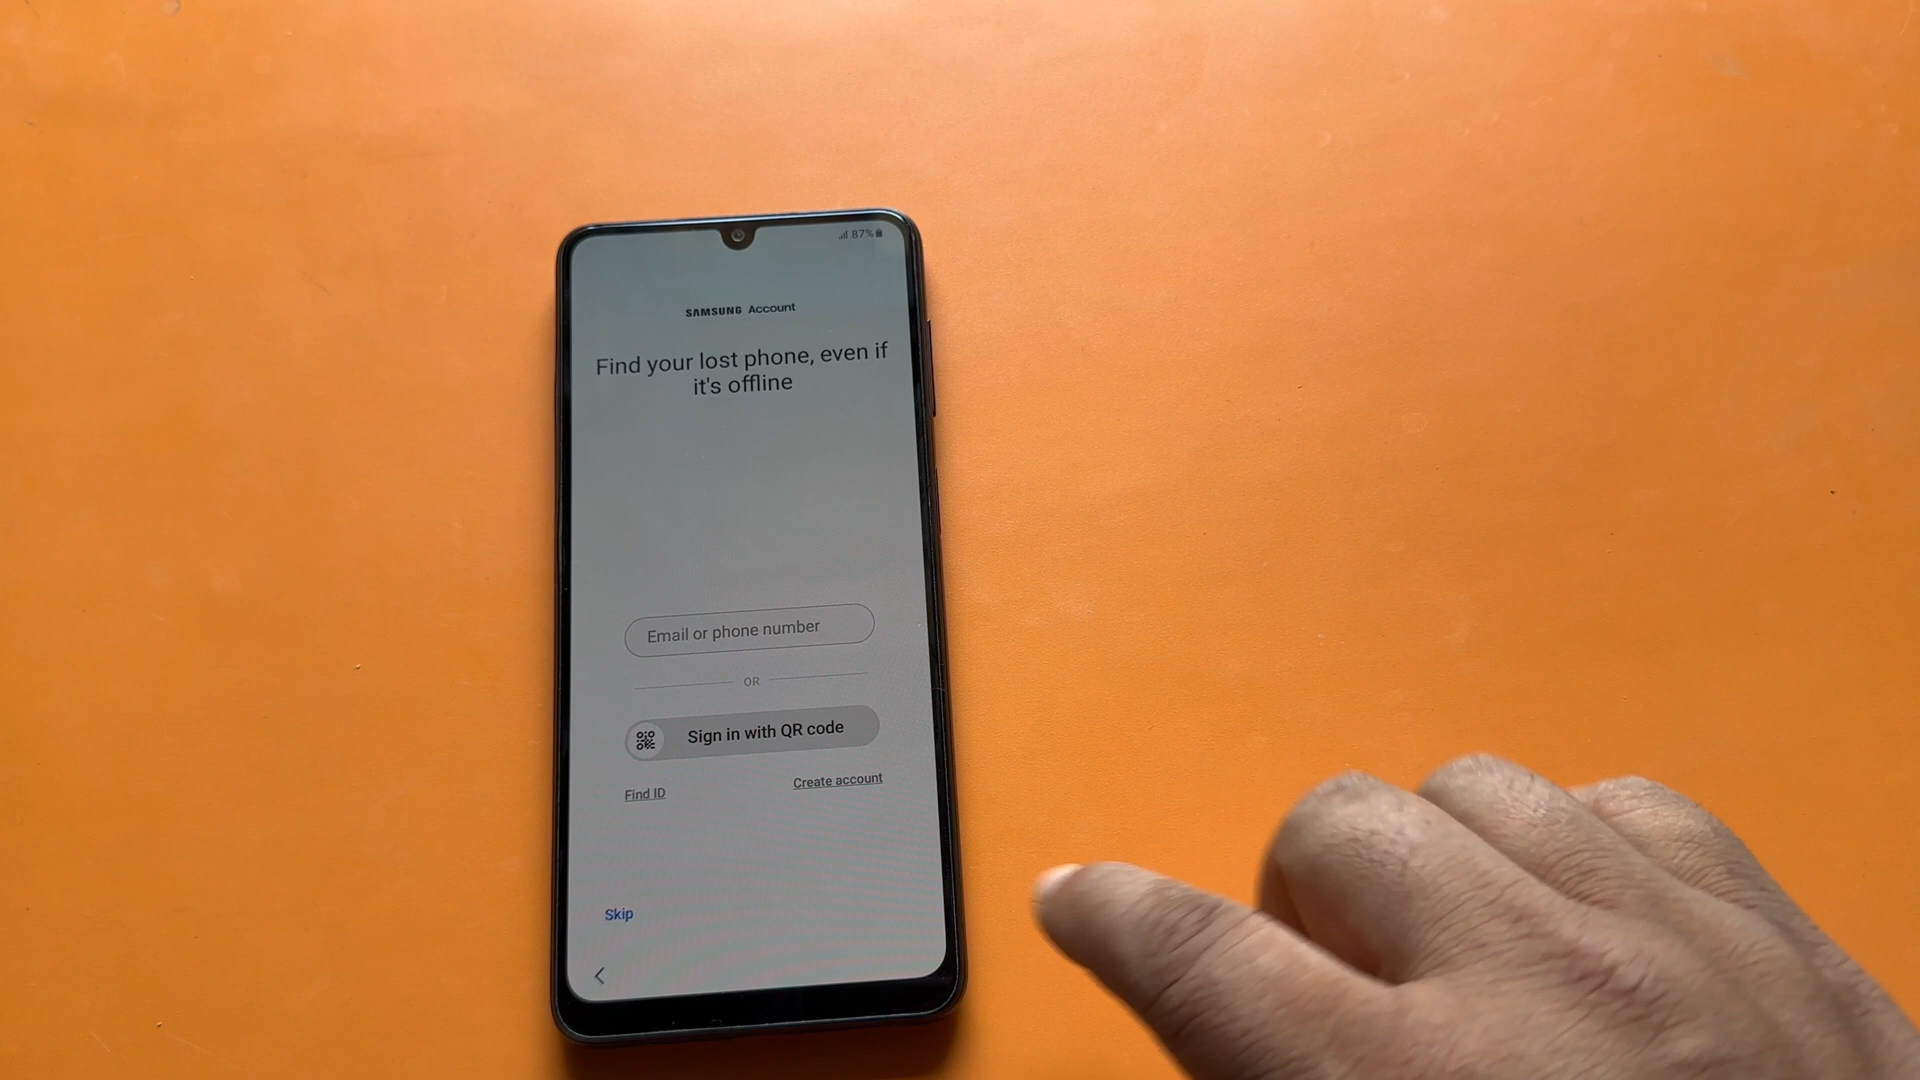 87%
SAMSUNG Account
Find your lost phone, even if
it's offline
Email or phone number
OR
Sign in with QR code
Find ID
Create account
Skip